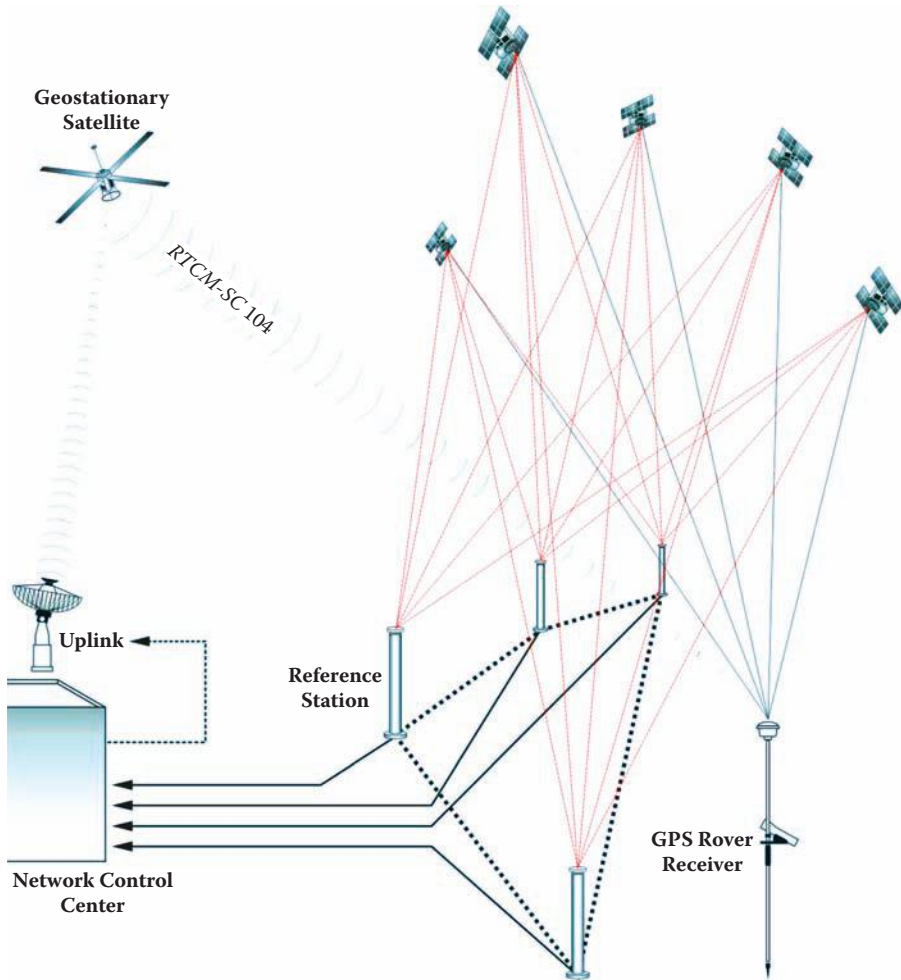 Geostationary
Satellite
RTCM-SC 104
Uplink
Reference
Station
GPS Rover
Receiver
Network Control
Center